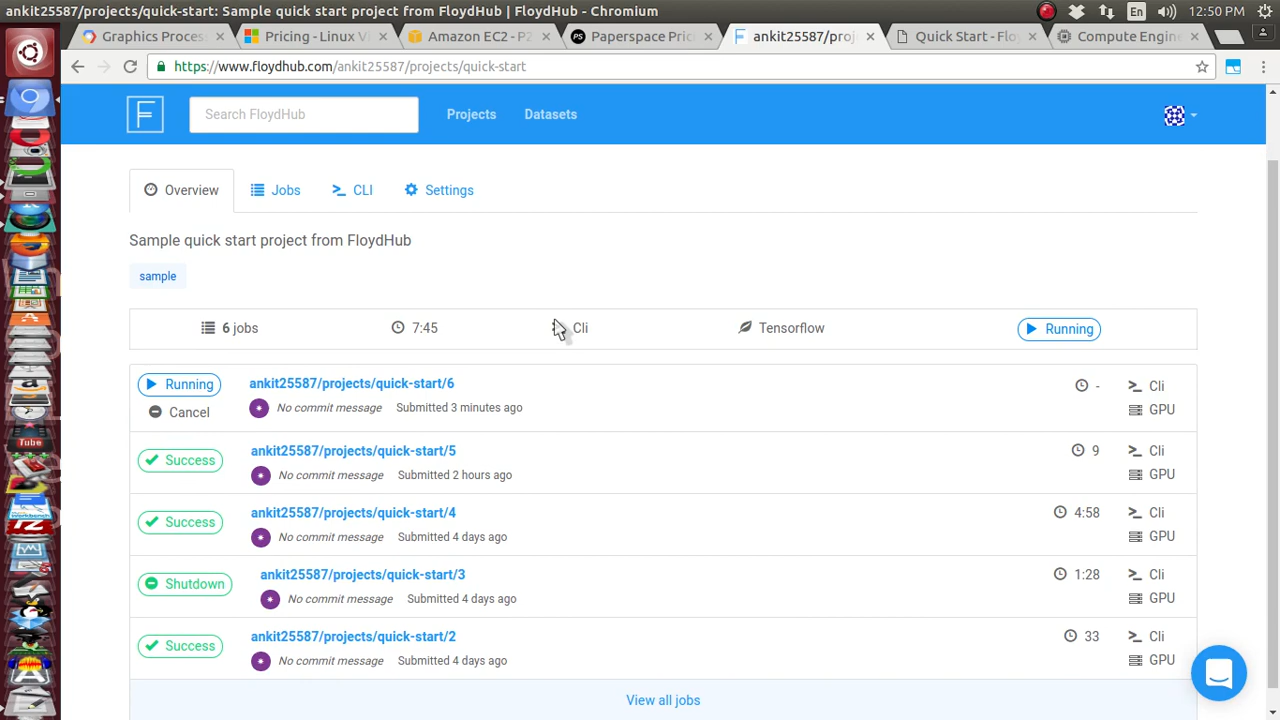 ankit25587/projects/quick-start: Sample quick start project from FloydHub | FloydHub - Chromium
En
12:50 PM
Graphics Process
Pricing - Linux V
Amazon EC2 - P2
Paperspace Pric
ankit25587/proj
Quick Start - Floy
Compute Engin
https://www.floydhub.com/ankit25587/projects/quick-start
F
Search FloydHub
Projects
Datasets
Overview
Jobs
CLI
Settings
Sample quick start project from FloydHub
sample
6 jobs
7:45
Cli
Tensorflow
Running
Running
ankit25587/projects/quick-start/6
-
Cli
Cancel
No commit message
Submitted 3 minutes ago
GPU
Success
ankit25587/projects/quick-start/5
9
Cli
No commit message
Submitted 2 hours ago
GPU
Success
ankit25587/projects/quick-start/4
4:58
Cli
No commit message
Submitted 4 days ago
GPU
Shutdown
ankit25587/projects/quick-start/3
1:28
Cli
No commit message
Submitted 4 days ago
GPU
Success
ankit25587/projects/quick-start/2
33
Cli
No commit message
Submitted 4 days ago
GPU
View all jobs
Tube